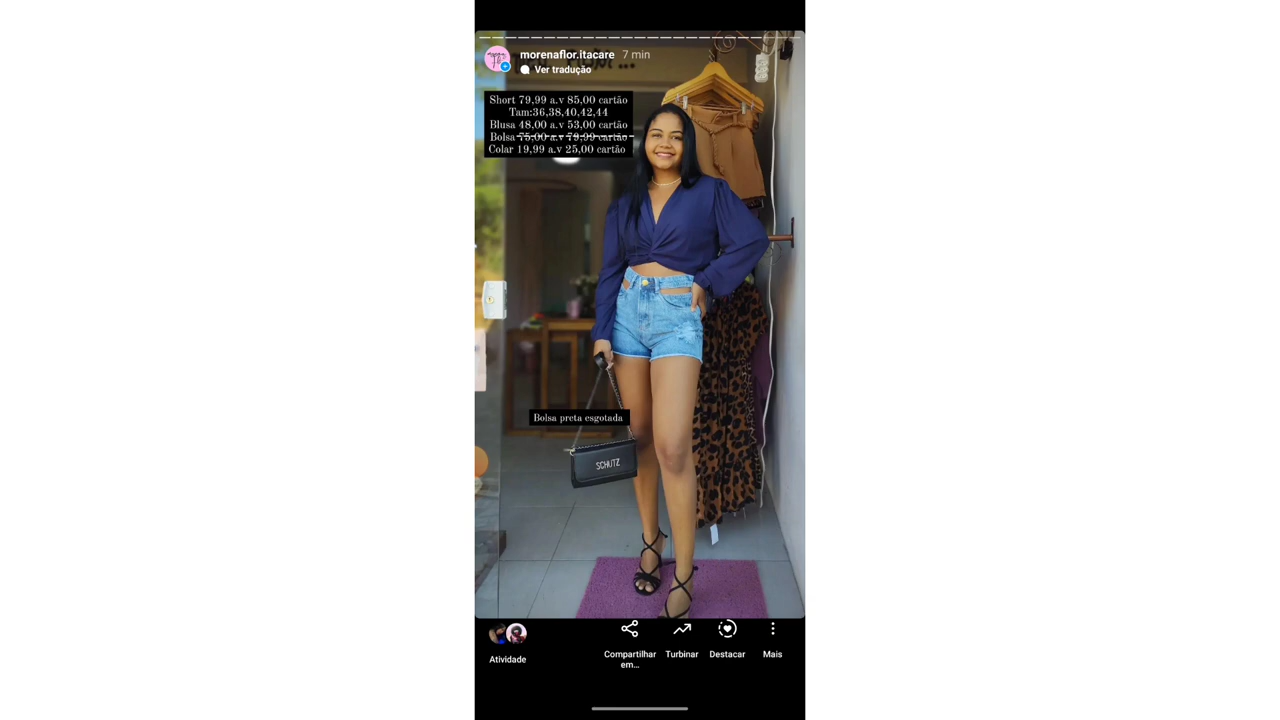 morenaflor.itacare 7 min
Ver tradução
Short 79,99 a.v 85,00 cartão
Tam:36,38,40,42,44
Blusa 48,00 a.v 53,00 cartão
Bolsa 75,00 a.v 79,99 cartão
Colar 19,99 a.v 25,00 cartão
Bolsa preta esgotada
SCHUTZ
Atividade
Compartilhar
em...
Turbinar
Destacar
Mais